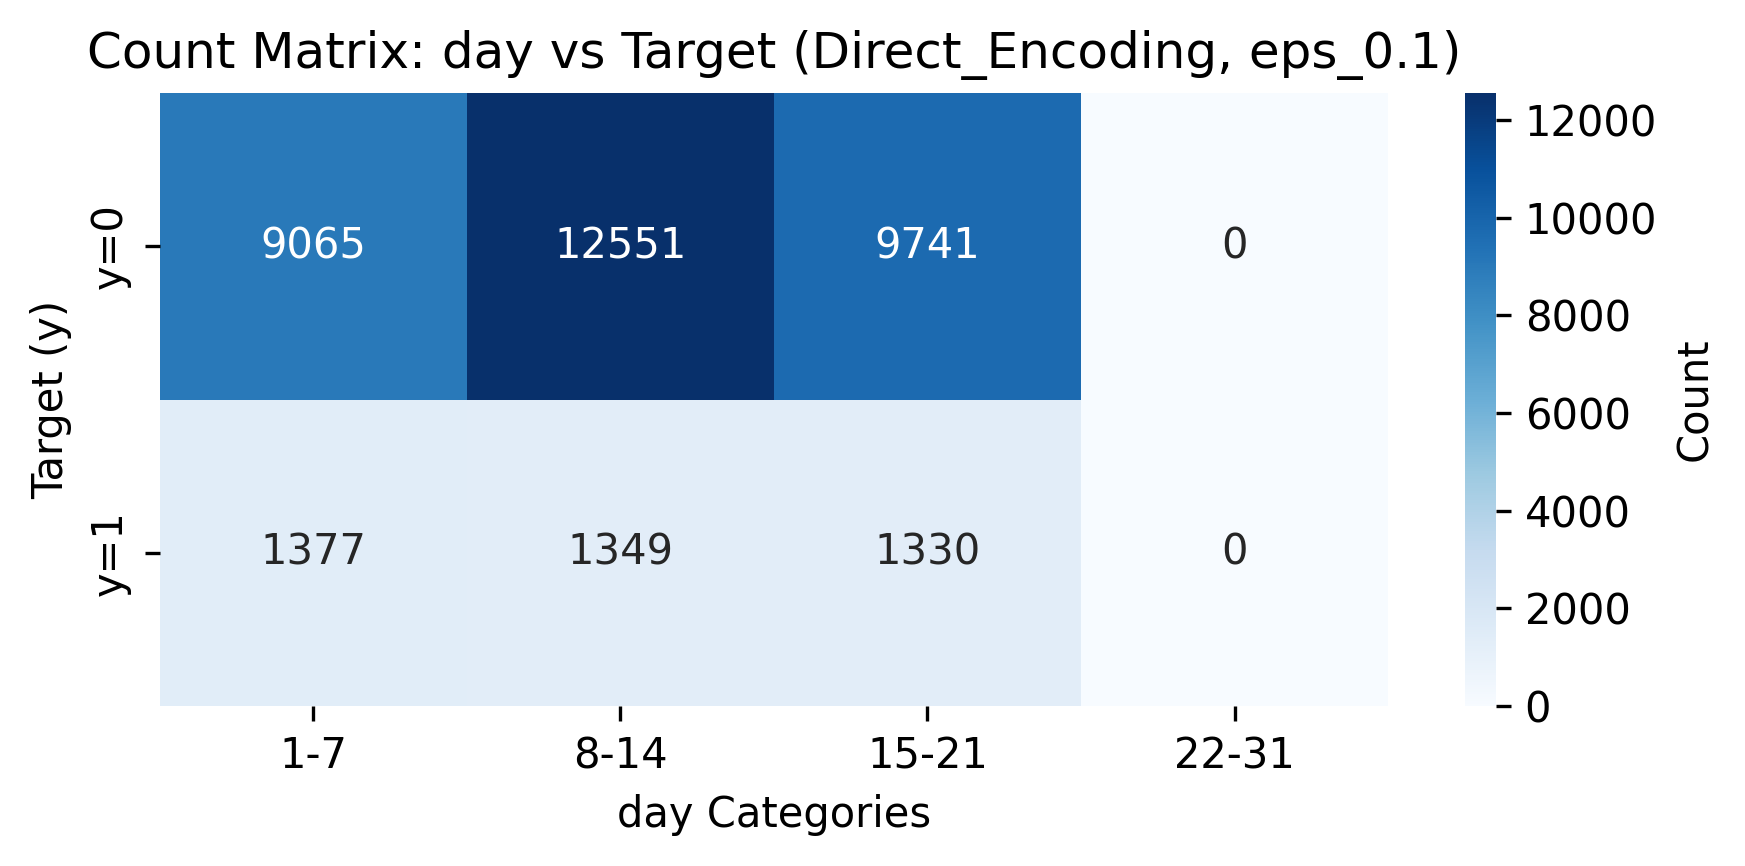 Count Matrix: day vs Target (Direct_Encoding, eps_0.1)
Target (y)
y=0
y=1
9065 12551 9741 0
1377 1349 1330 0
1-7 8-14 15-21 22-31
day Categories
12000
10000
8000
6000
4000
2000
0
Count